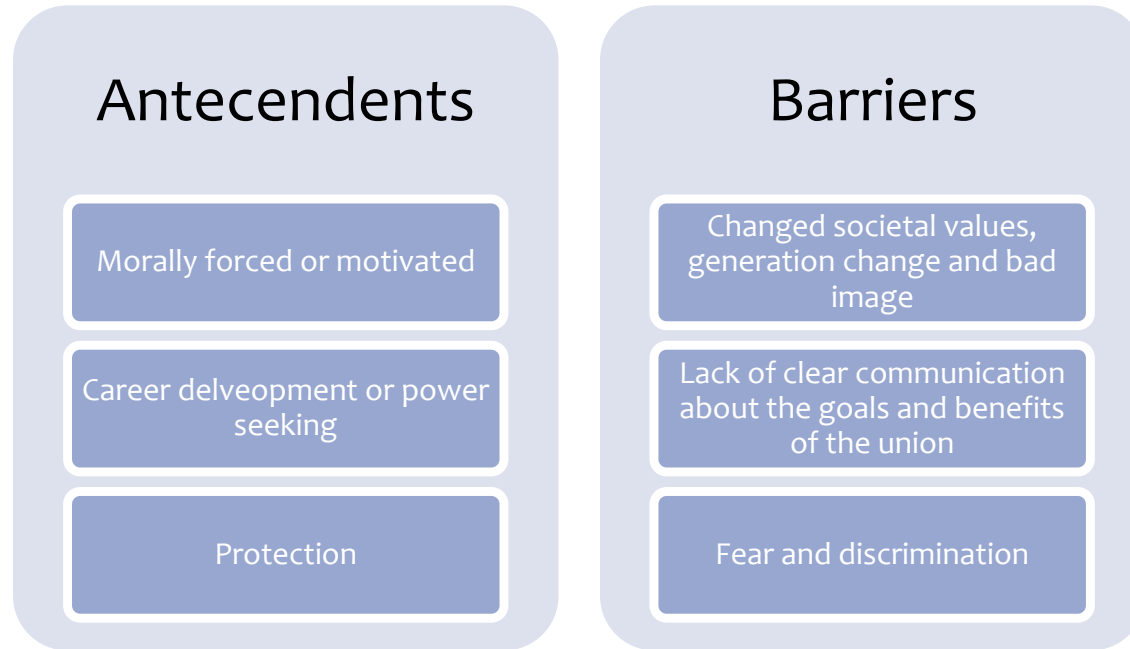 Antecendents
Morally forced or motivated
Career delveopment or power
seeking
Protection
Barriers
Changed societal values,
generation change and bad
image
Lack of clear communication
about the goals and benefits
of the union
Fear and discrimination